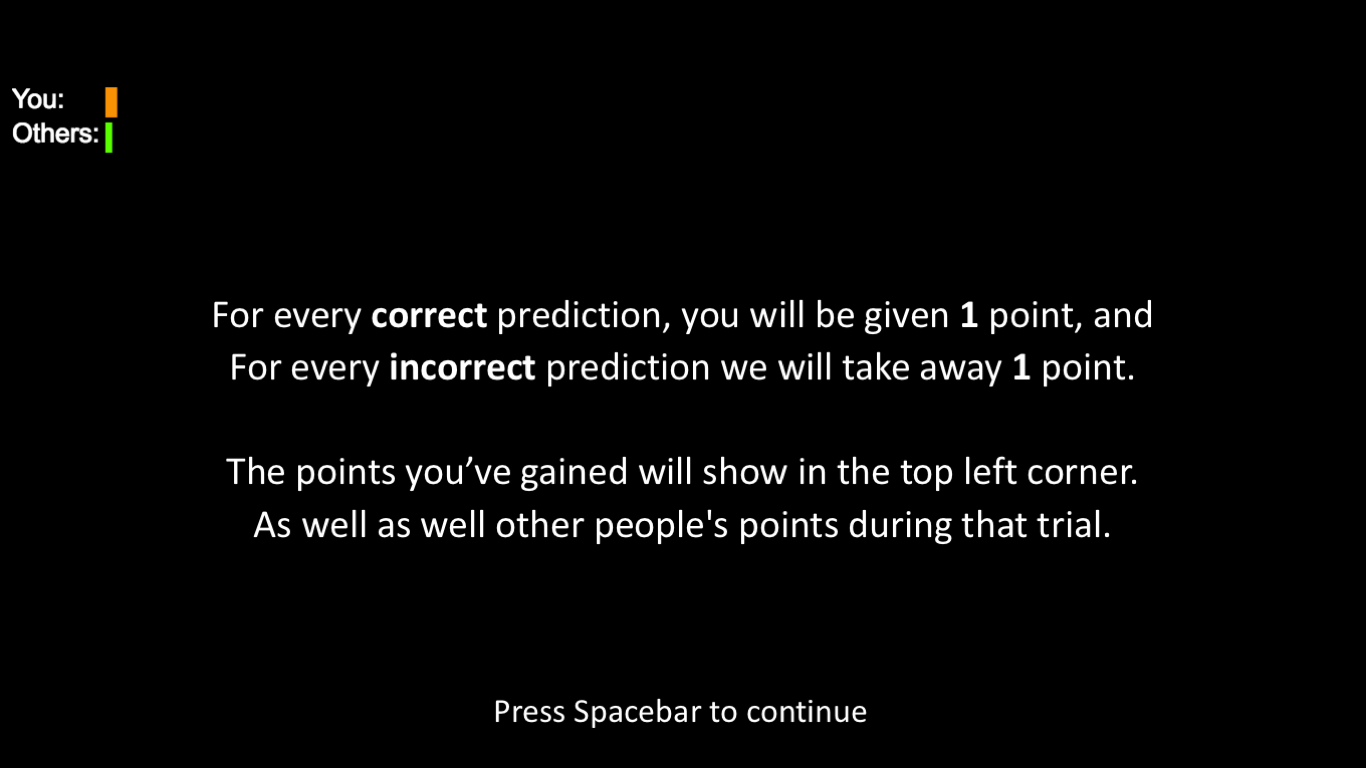 You:
Others:
For every correct prediction, you will be given 1 point, and
For every incorrect prediction we will take away 1 point.
The points you’ve gained will show in the top left corner.
As well as well other people's points during that trial.
Press Spacebar to continue